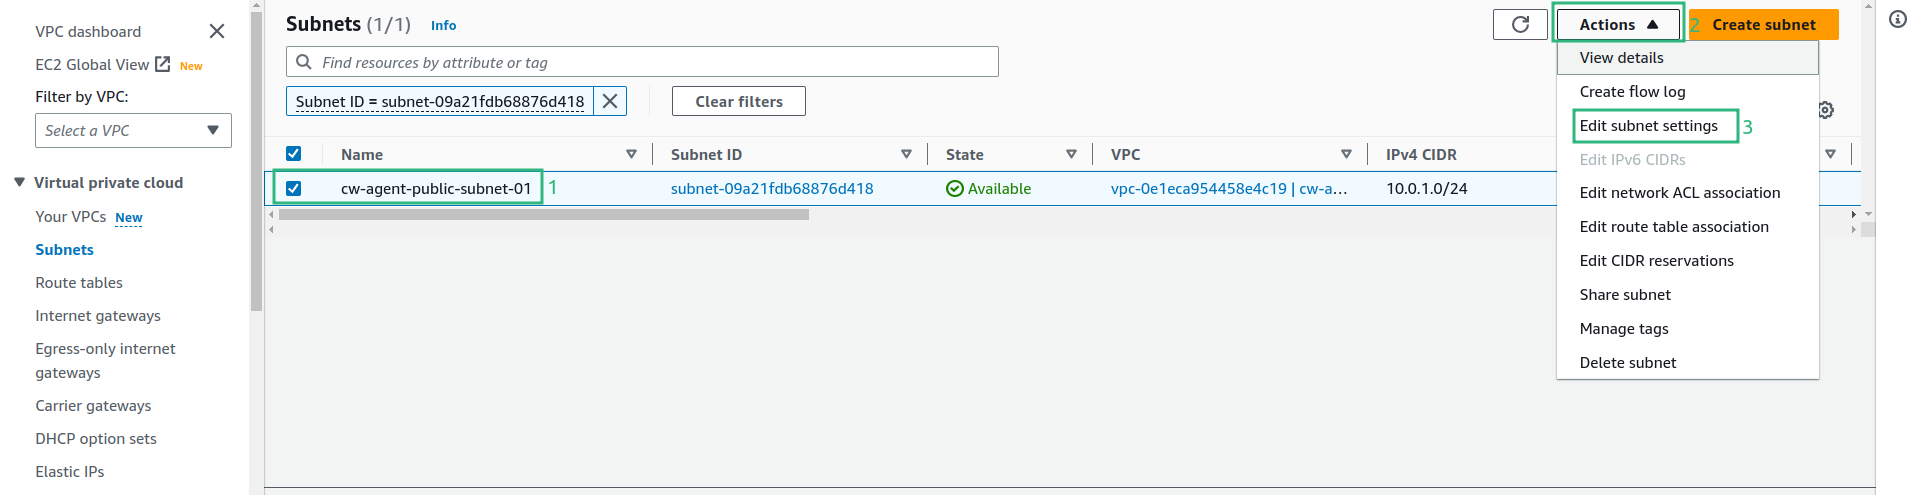 VPC dashboard
EC2 Global View New
Filter by VPC:
Select a VPC
Virtual private cloud
Your VPCs New
Subnets
Route tables
Internet gateways
Egress-only internet
gateways
Carrier gateways
DHCP option sets
Elastic IPs
Subnets (1/1) Info
Actions 2 Create subnet
Find resources by attribute or tag
Subnet ID = subnet-09a21fdb68876d418
Clear filters
Name Subnet ID State VPC IPv4 CIDR
cw-agent-public-subnet-01 1 subnet-09a21fdb68876d418 Available vpc-0e1eca954458e4c19 | cw-a... 10.0.1.0/24
View details
Create flow log
Edit subnet settings 3
Edit IPv6 CIDRs
Edit network ACL association
Edit route table association
Edit CIDR reservations
Share subnet
Manage tags
Delete subnet